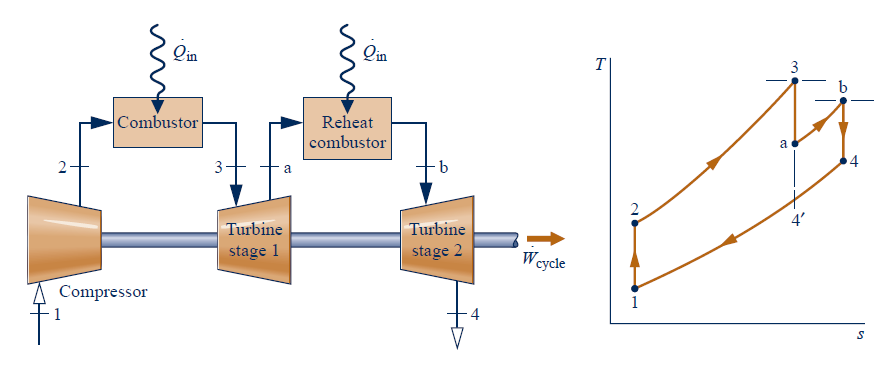 Q̇in
Q̇in
Combustor
Reheat
combustor
2
3
a
b
Turbine
stage 1
Turbine
stage 2
Ẇcycle
Compressor
1
4
T
3
b
a
4
2
4′
1
s